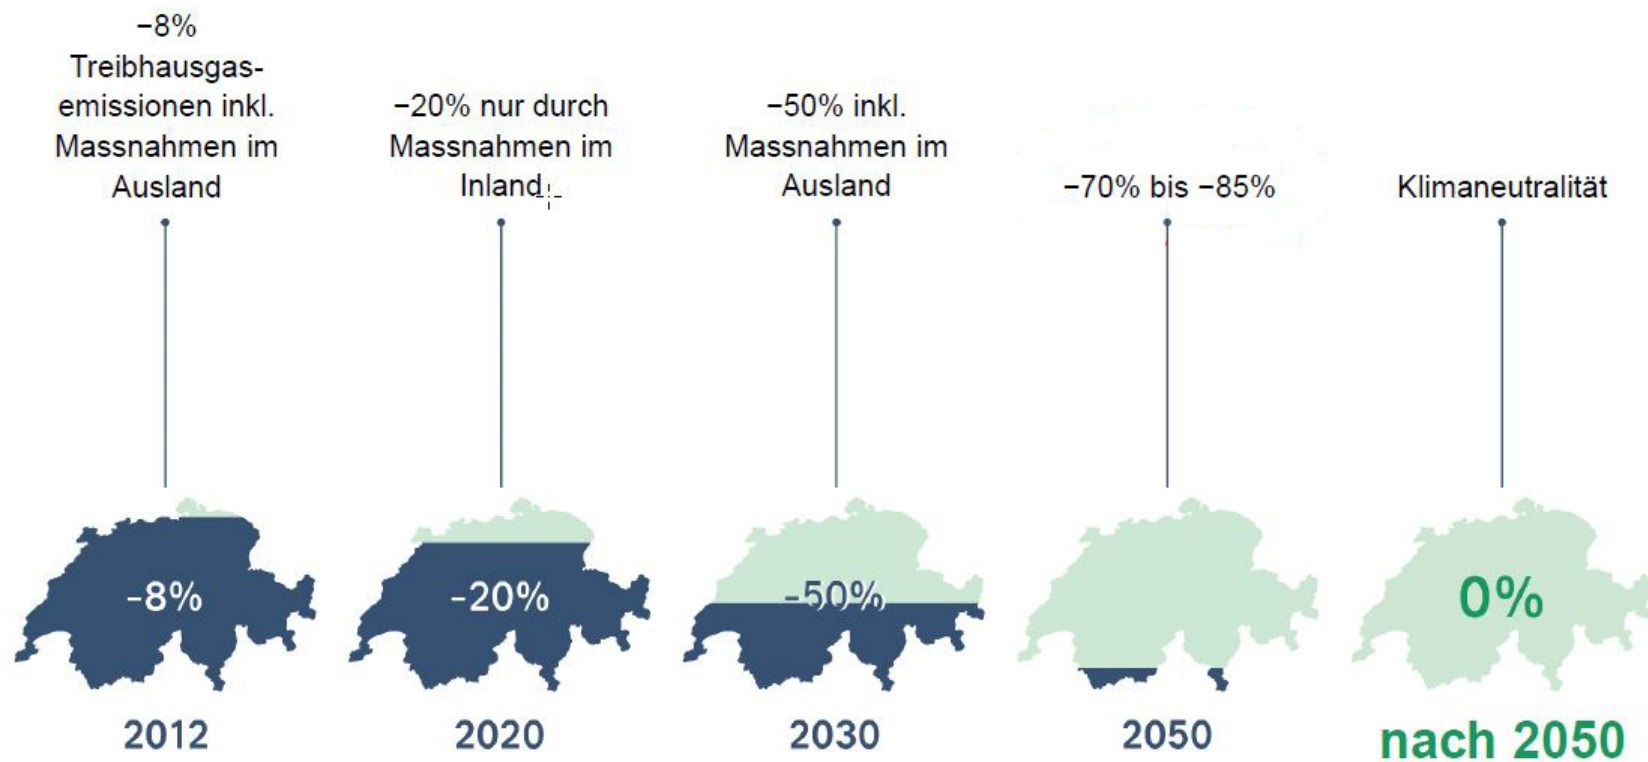 −8%
Treibhausgas-
emissionen inkl.
Massnahmen im
Ausland
−20% nur durch
Massnahmen im
Inland
−50% inkl.
Massnahmen im
Ausland
−70% bis −85%
Klimaneutralität
-8%
-20%
-50%
0%
2012
2020
2030
2050
nach 2050